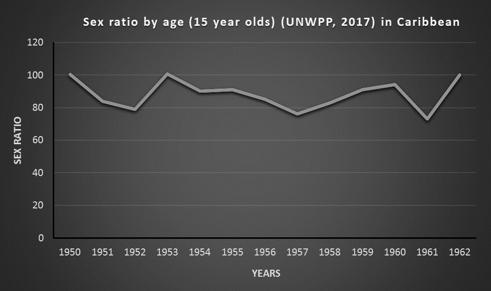 Sex ratio by age (15 year olds) (UNWPP, 2017) in Caribbean
120
100
80
60
40
20
0
SEX RATIO
1950 1951 1952 1953 1954 1955 1956 1957 1958 1959 1960 1961 1962
YEARS